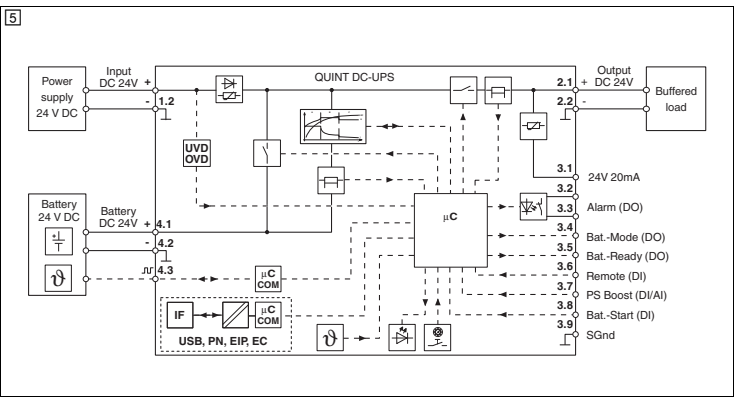 5
QUINT DC-UPS
Power
supply
24 V DC
Input
DC 24V +
- 1.2
2.1 + Output
DC 24V
2.2 -
Buffered
load
UVD
OVD
3.1 24V 20mA
3.2
3.3 Alarm (DO)
3.4 Bat.-Mode (DO)
3.5 Bat.-Ready (DO)
3.6 Remote (DI)
3.7 PS Boost (DI/AI)
3.8 Bat.-Start (DI)
3.9 SGnd
µC
Battery
24 V DC
Battery
DC 24V + 4.1
- 4.2
4.3
ϑ
µC
COM
IF
µC
COM
USB, PN, EIP, EC
ϑ